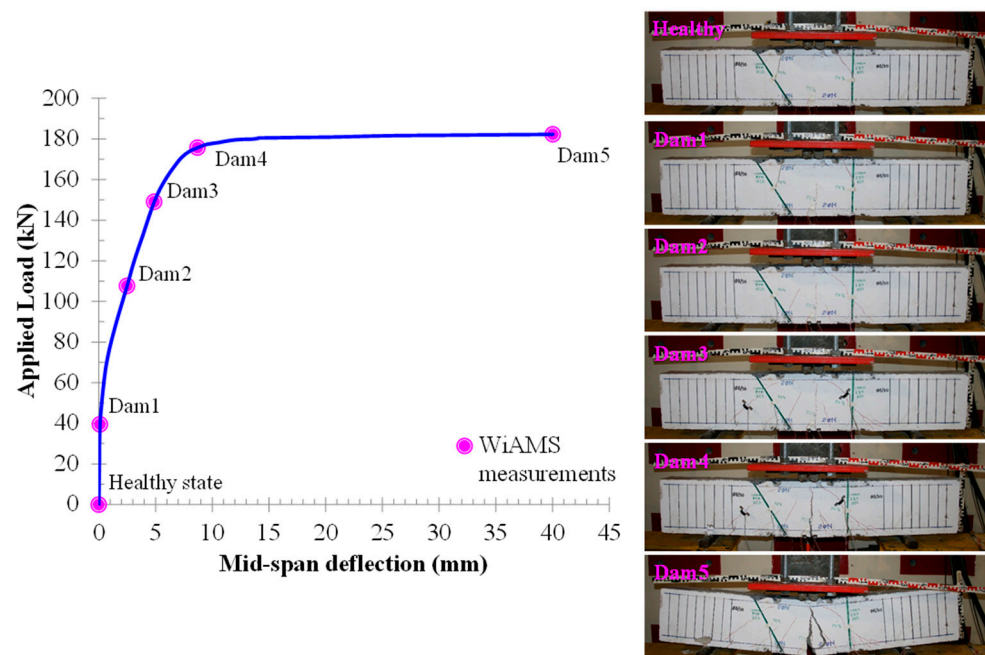 200
180
160
140
120
100
80
60
40
20
0
Applied Load (kN)
Dam4
Dam5
Dam3
Dam2
Dam1
Healthy state
WiAMS
measurements
0
5
10
15
20
25
30
35
40
45
Mid-span deflection (mm)
Healthy
Dam1
Dam2
Dam3
Dam4
Dam5